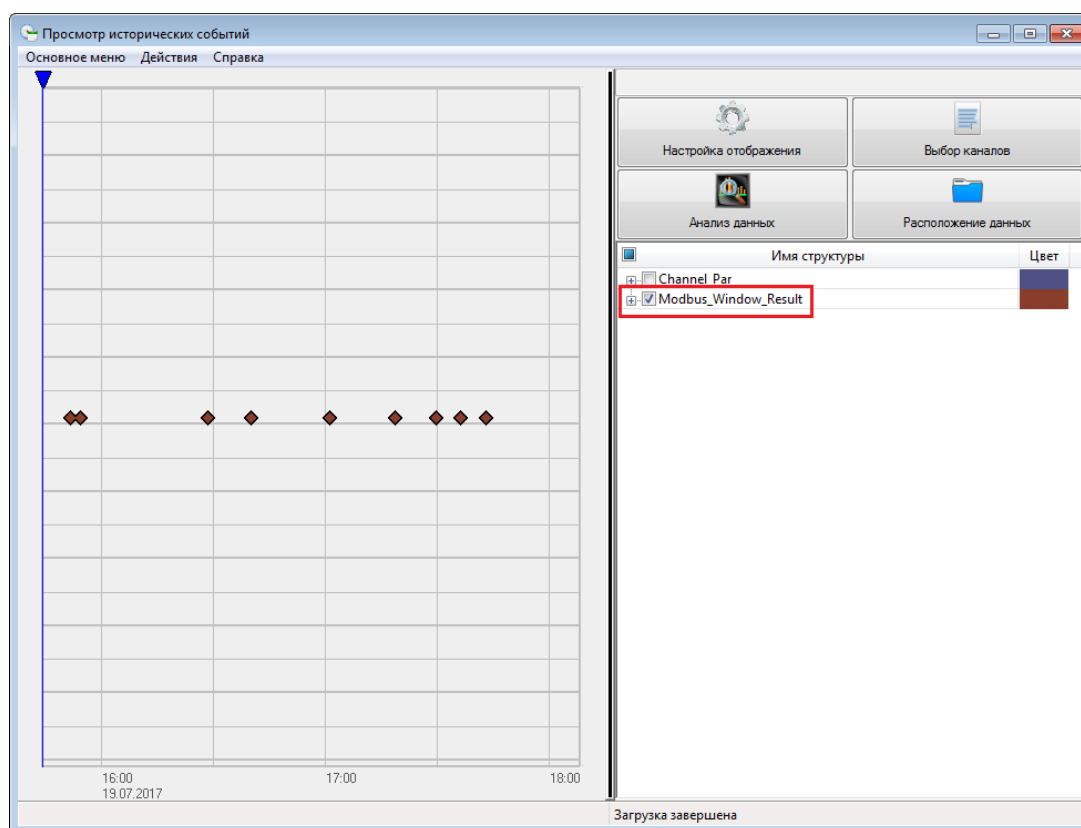 Просмотр исторических событий
Основное меню Действия Справка
Настройка отображения Выбор каналов
Анализ данных Расположение данных
Имя структуры Цвет
Channel_Par
Modbus_Window_Result
16:00 17:00 18:00
19.07.2017
Загрузка завершена